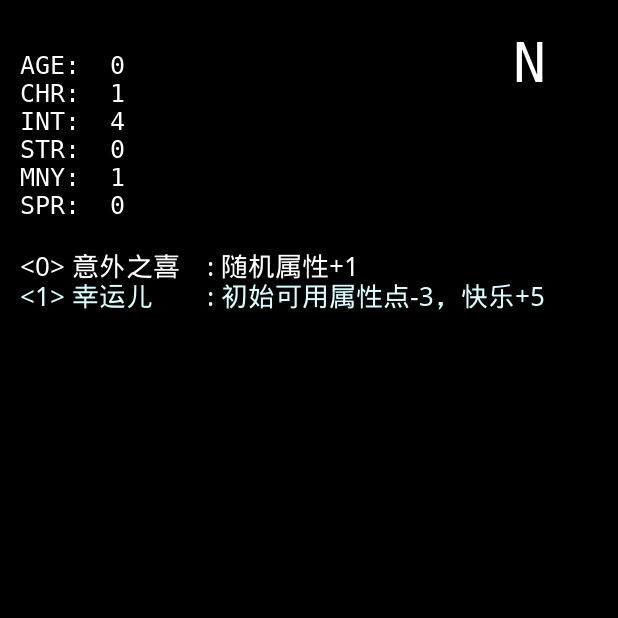 N
AGE: 0
CHR: 1
INT: 4
STR: 0
MNY: 1
SPR: 0
<0> 意外之喜 : 随机属性+1
<1> 幸运儿 : 初始可用属性点-3，快乐+5